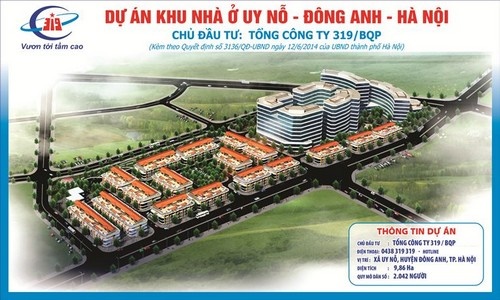 319
Vươn tới tầm cao
DỰ ÁN KHU NHÀ Ở UY NỖ - ĐÔNG ANH - HÀ NỘI
CHỦ ĐẦU TƯ: TỔNG CÔNG TY 319/BQP
(Kèm theo Quyết định số 3136/QĐ-UBND ngày 12/6/2014 của UBND thành phố Hà Nội)
THÔNG TIN DỰ ÁN
CHỦ ĐẦU TƯ : TỔNG CÔNG TY 319 / BQP
ĐIỆN THOẠI : 0438 319 319 - HOTLINE
VỊ TRÍ : XÃ UY NỖ, HUYỆN ĐÔNG ANH, TP. HÀ NỘI
DIỆN TÍCH : 9,86 Ha
QUY MÔ DÂN SỐ : 2.042 NGƯỜI